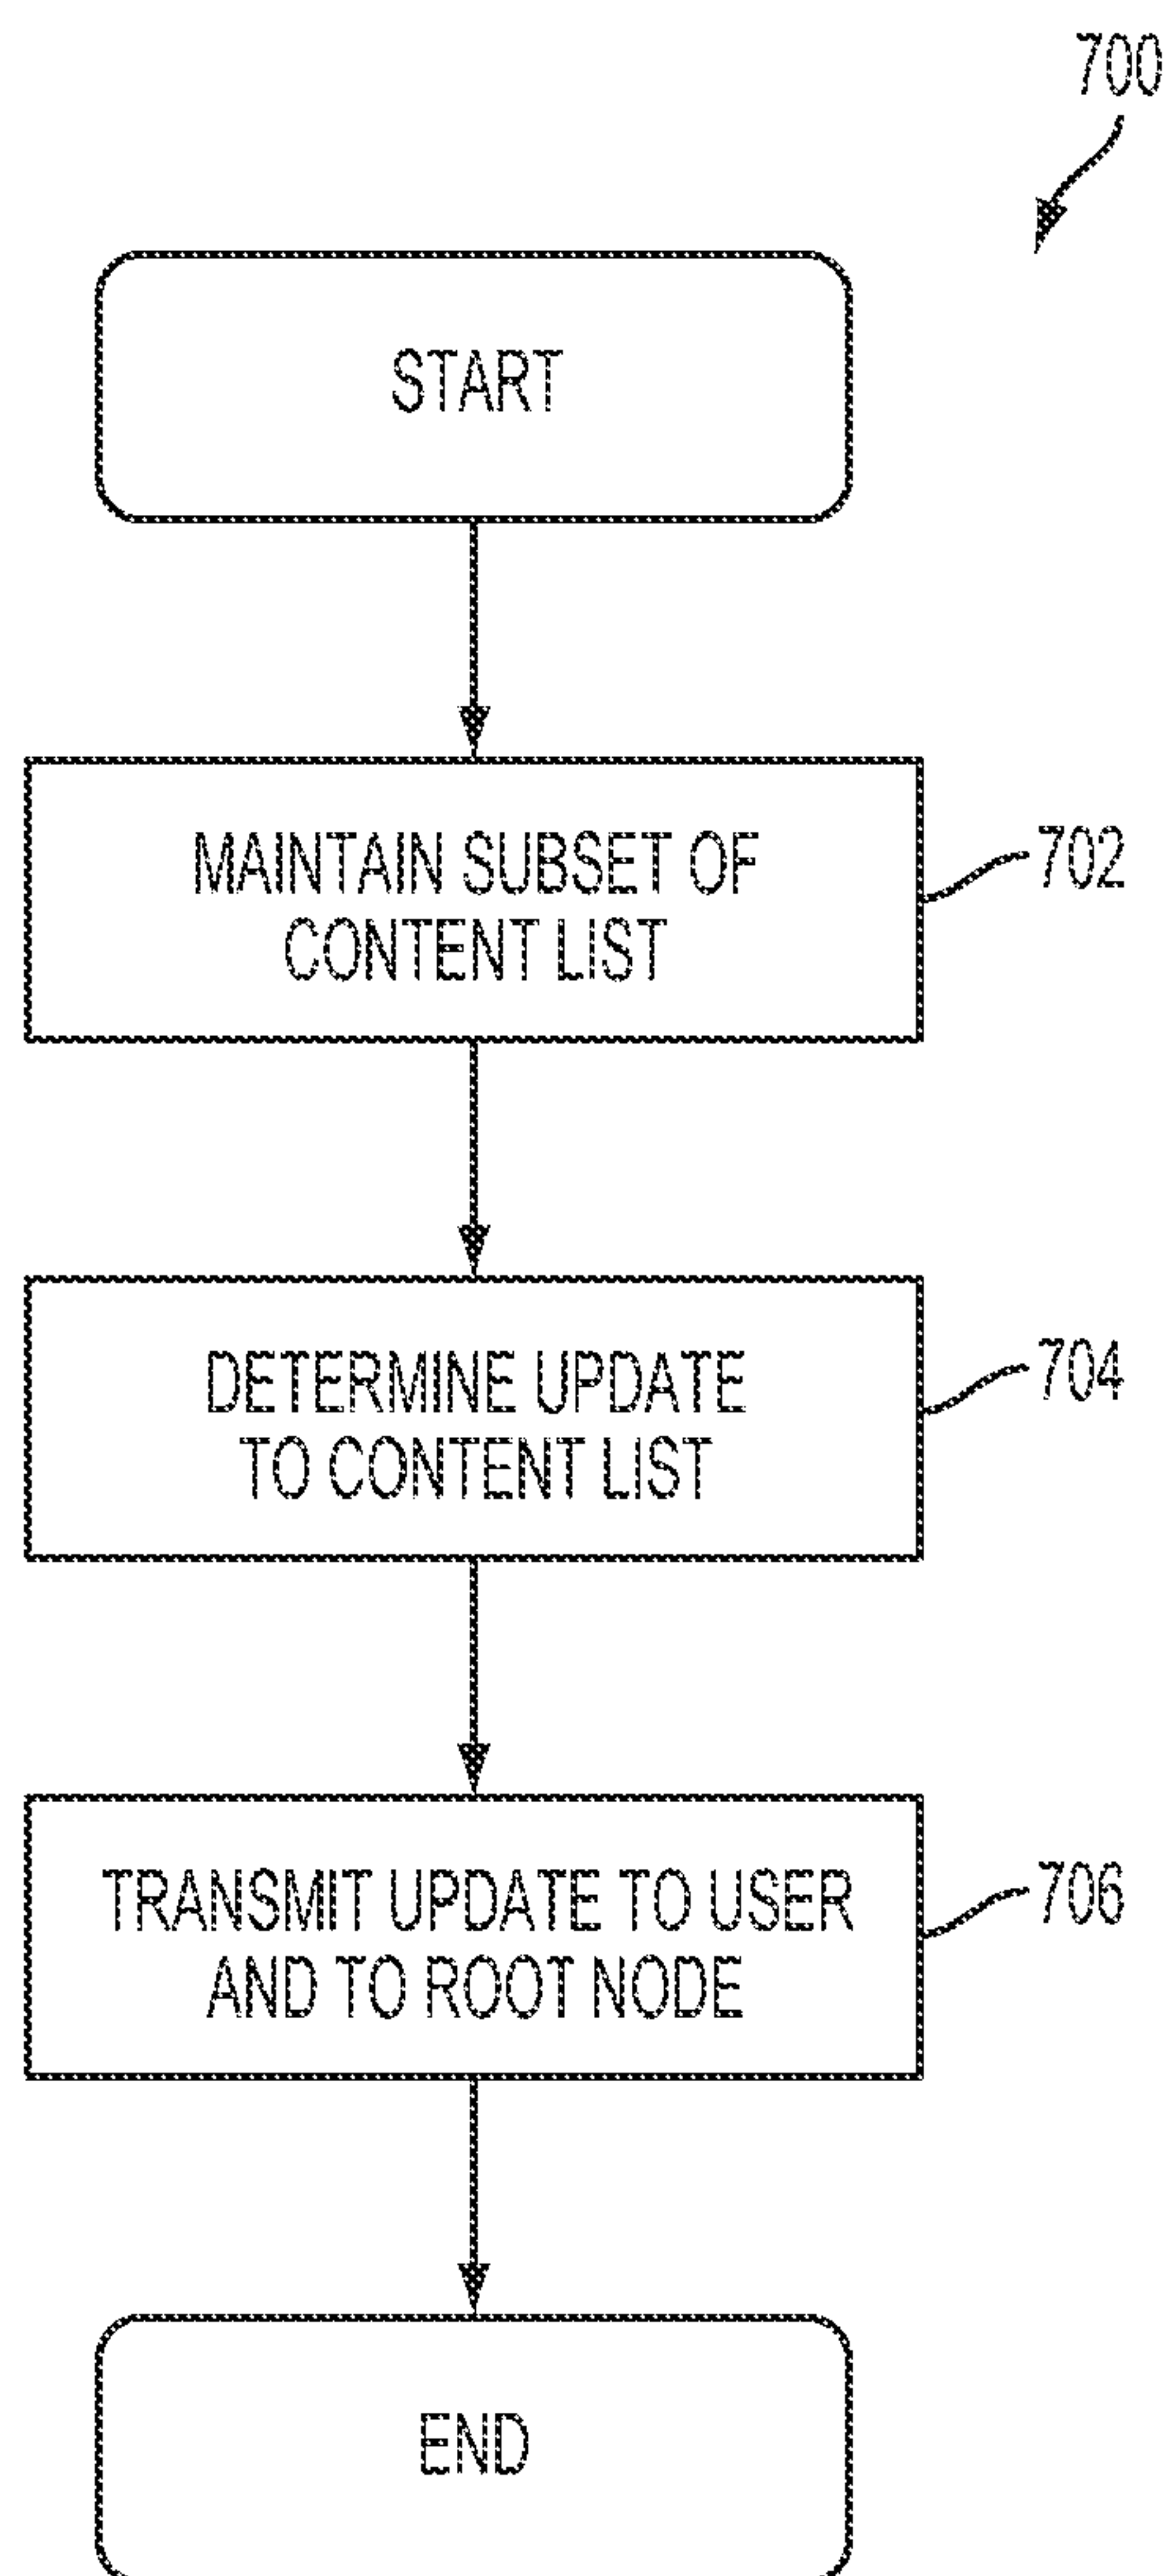 700
START
MAINTAIN SUBSET OF
CONTENT LIST
702
DETERMINE UPDATE
TO CONTENT LIST
704
TRANSMIT UPDATE TO USER
AND TO ROOT NODE
706
END